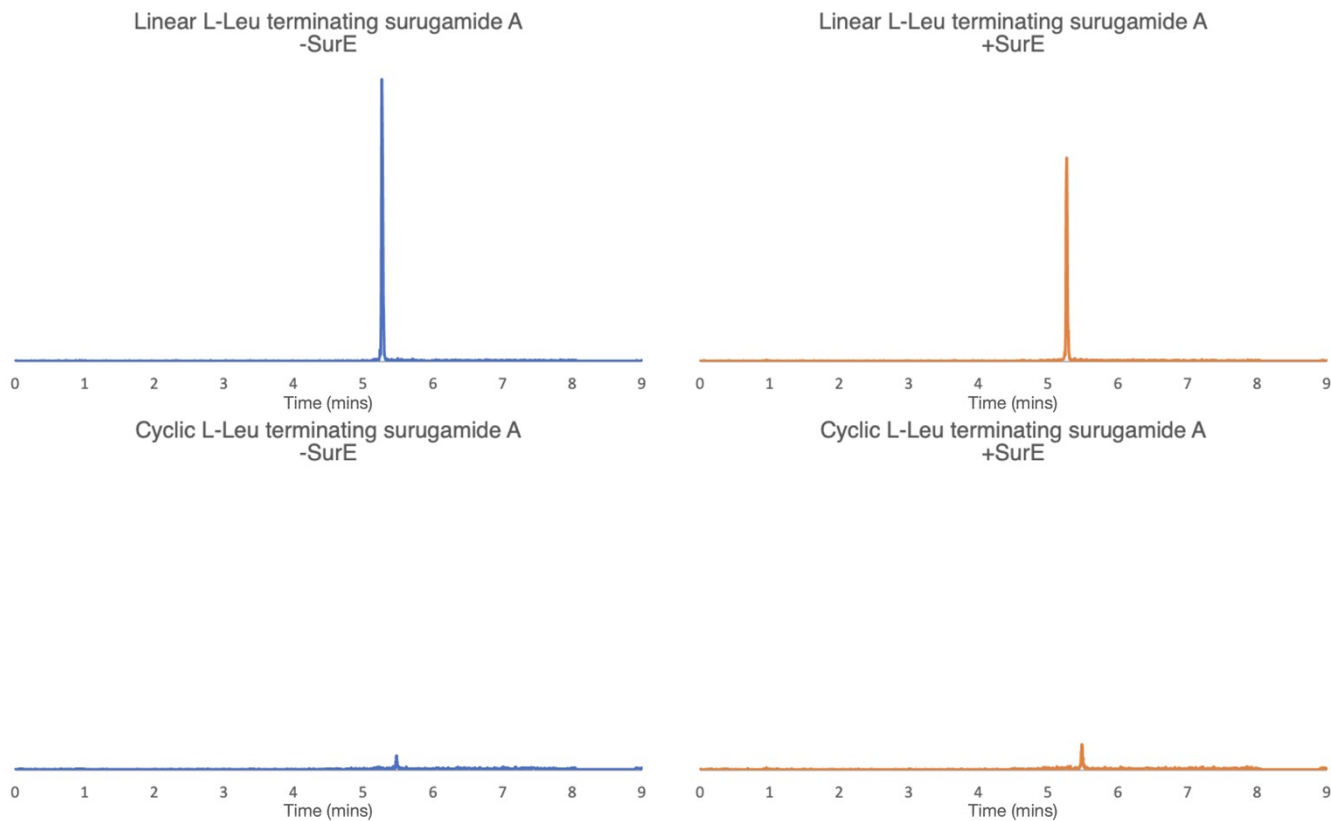 Linear L-Leu terminating surugamide A
-SurE
0 1 2 3 4 5 6 7 8 9
Time (mins)
Linear L-Leu terminating surugamide A
+SurE
0 1 2 3 4 5 6 7 8 9
Time (mins)
Cyclic L-Leu terminating surugamide A
-SurE
0 1 2 3 4 5 6 7 8 9
Time (mins)
Cyclic L-Leu terminating surugamide A
+SurE
0 1 2 3 4 5 6 7 8 9
Time (mins)